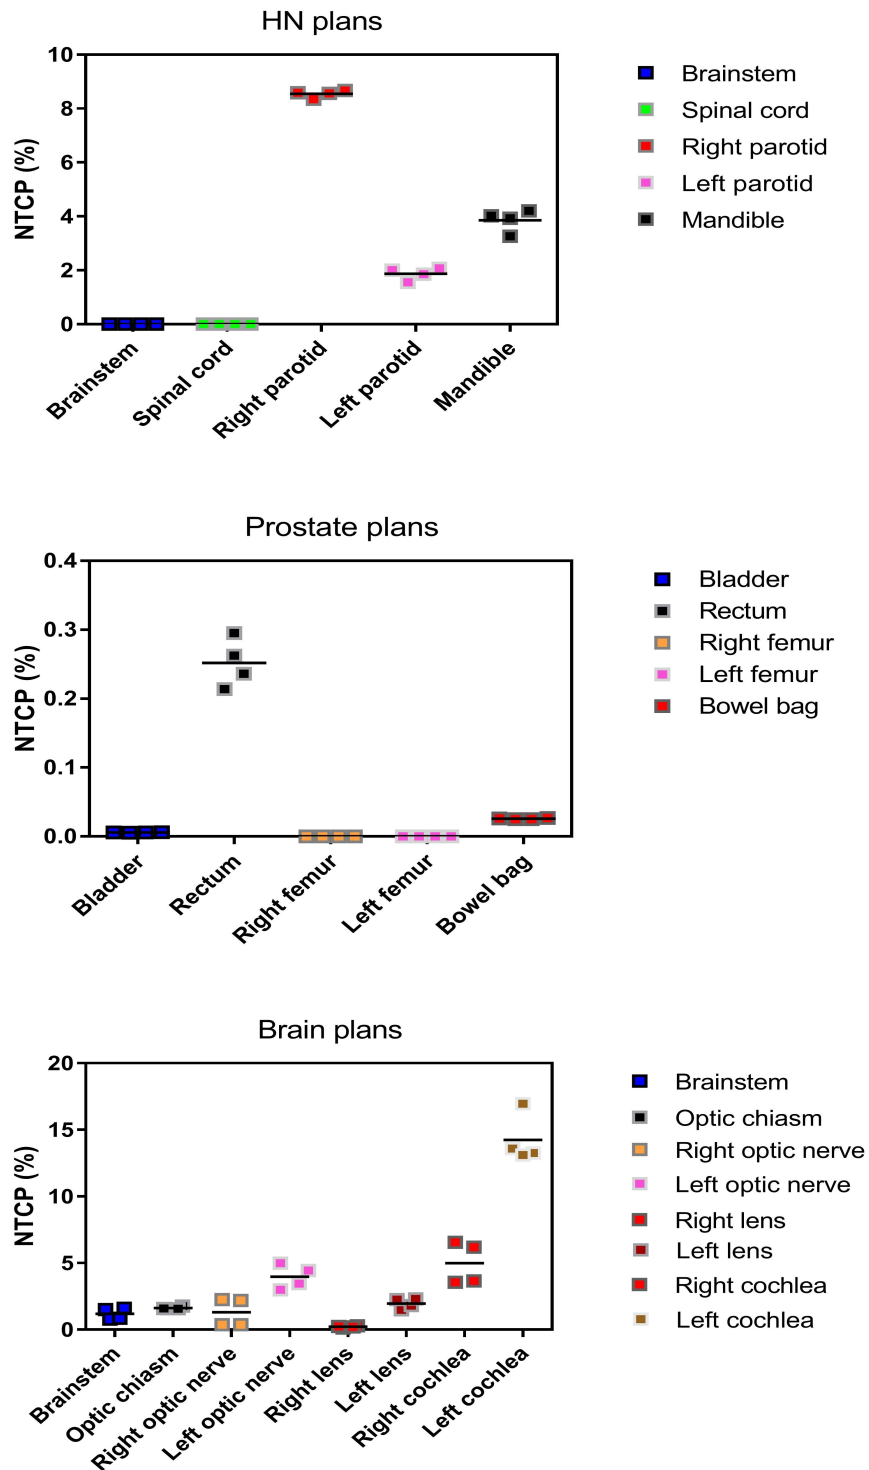 HN plans
10
8
6
4
2
0
NTCP (%)
Brainstem
Spinal cord
Right parotid
Left parotid
Mandible
Brainstem
Spinal cord
Right parotid
Left parotid
Mandible
Prostate plans
0.4
0.3
0.2
0.1
0.0
NTCP (%)
Bladder
Rectum
Right femur
Left femur
Bowel bag
Bladder
Rectum
Right femur
Left femur
Bowel bag
Brain plans
20
15
10
5
0
NTCP (%)
Brainstem
Optic chiasm
Right optic nerve
Left optic nerve
Right lens
Left lens
Right cochlea
Left cochlea
Brainstem
Optic chiasm
Right optic nerve
Left optic nerve
Right lens
Left lens
Right cochlea
Left cochlea